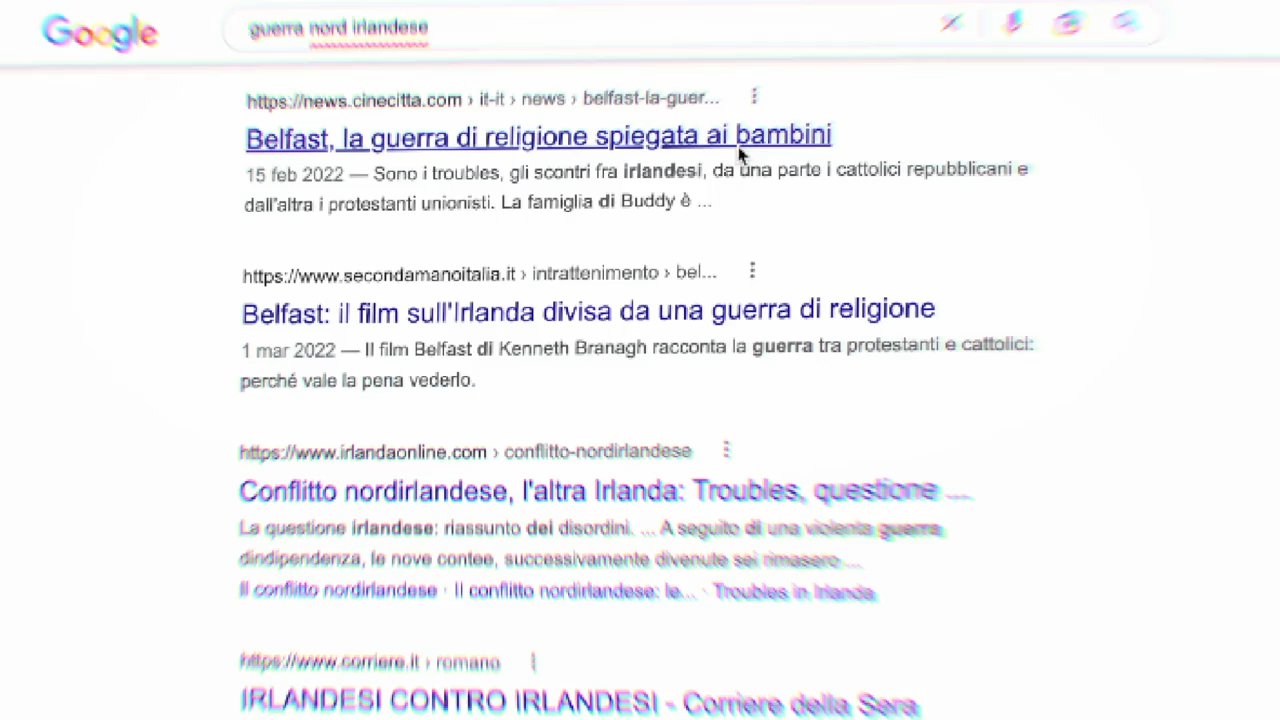 Google
guerra nord irlandese
https://news.cinecitta.com › it-it › news › belfast-la-guer...
Belfast, la guerra di religione spiegata ai bambini
15 feb 2022 — Sono i troubles, gli scontri fra irlandesi, da una parte i cattolici repubblicani e
dall'altra i protestanti unionisti. La famiglia di Buddy è ...
https://www.secondamanoitalia.it › intrattenimento › bel...
Belfast: il film sull'Irlanda divisa da una guerra di religione
1 mar 2022 — Il film Belfast di Kenneth Branagh racconta la guerra tra protestanti e cattolici:
perché vale la pena vederlo.
https://www.irlandaonline.com › conflitto-nordirlandese
Conflitto nordirlandese, l'altra Irlanda: Troubles, questione ...
La questione irlandese: riassunto dei disordini. ... A seguito di una violenta guerra
dindipendenza, le nove contee, successivamente divenute sei rimasero ...
Il conflitto nordirlandese · Il conflitto nordirlandese: le... · Troubles in Irlanda
https://www.corriere.it › romano
IRLANDESI CONTRO IRLANDESI - Corriere della Sera